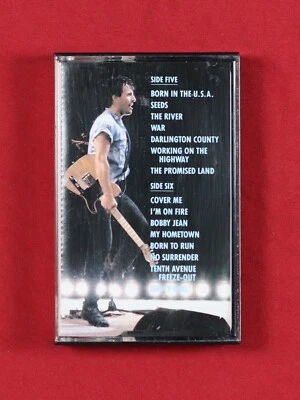 SIDE FIVE
BORN IN THE U.S.A.
SEEDS
THE RIVER
WAR
DARLINGTON COUNTY
WORKING ON THE
HIGHWAY
THE PROMISED LAND
SIDE SIX
COVER ME
I'M ON FIRE
BOBBY JEAN
MY HOMETOWN
BORN TO RUN
NO SURRENDER
TENTH AVENUE
FREEZE-OUT